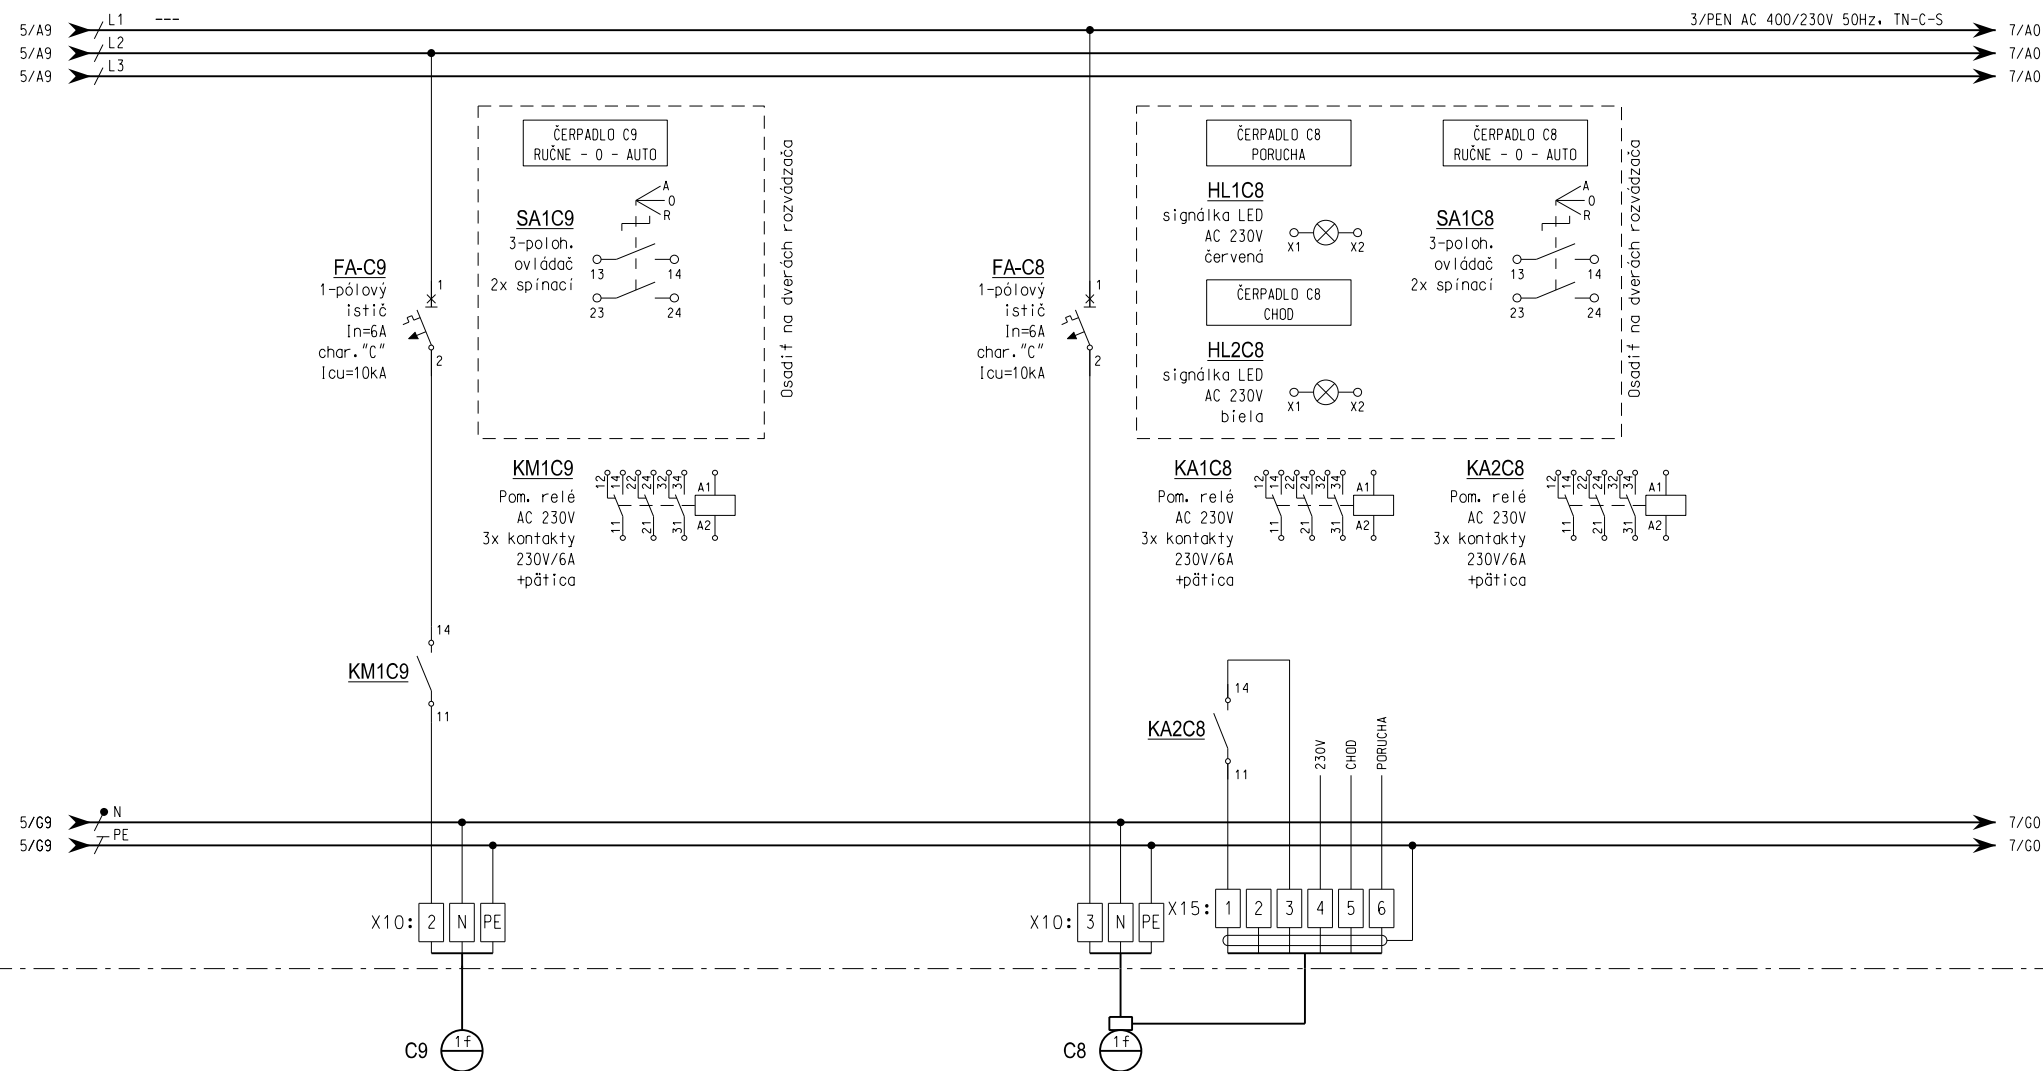 5/A9 L1 --- 3/PEN AC 400/230V 50Hz, TN-C-S 7/A0
5/A9 L2 7/A0
5/A9 L3 7/A0
ČERPADLO C9
RUČNE - 0 - AUTO
A
0
R
SA1C9
3-poloh.
ovládač
2x spínací
13 14
23 24
Osadiť na dverách rozvádzača
FA-C9
1-pólový
istič
In=6A
char."C"
Icu=10kA
1
2
KM1C9
Pom. relé
AC 230V
3x kontakty
230V/6A
+pätica
12 14 22 24 32 34 A1
11 21 31 A2
KM1C9
14
11
ČERPADLO C8
PORUCHA
HL1C8
signálka LED
AC 230V
červená
X1 X2
ČERPADLO C8
CHOD
HL2C8
signálka LED
AC 230V
biela
X1 X2
ČERPADLO C8
RUČNE - 0 - AUTO
A
0
R
SA1C8
3-poloh.
ovládač
2x spínací
13 14
23 24
Osadiť na dverách rozvádzača
FA-C8
1-pólový
istič
In=6A
char."C"
Icu=10kA
1
2
KA1C8
Pom. relé
AC 230V
3x kontakty
230V/6A
+pätica
12 14 22 24 32 34 A1
11 21 31 A2
KA2C8
Pom. relé
AC 230V
3x kontakty
230V/6A
+pätica
12 14 22 24 32 34 A1
11 21 31 A2
KA2C8
14
11
230V
CHOD
PORUCHA
5/G9 N 7/G0
5/G9 PE 7/G0
X10: 2 N PE
X10: 3 N PE
X15: 1 2 3 4 5 6
C9 1f
C8 1f